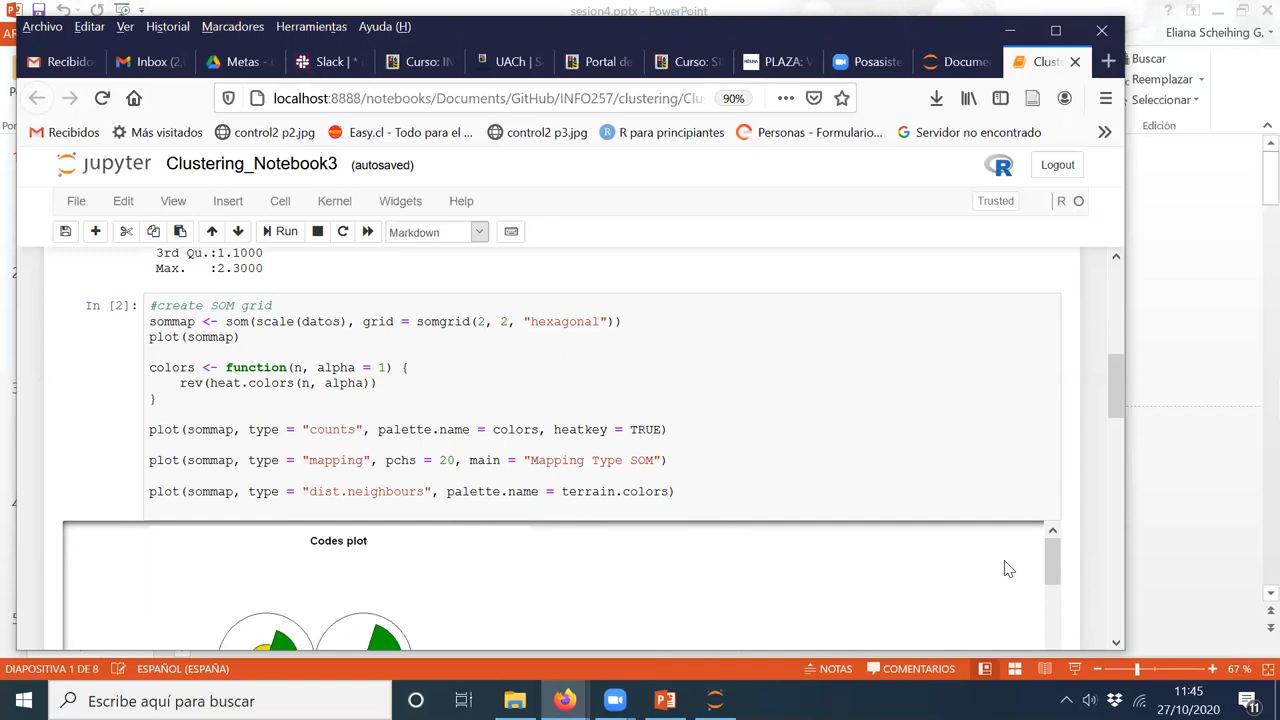 sesion4.pptx - PowerPoint
Archivo Editar Ver Historial Marcadores Herramientas Ayuda (H)
Eliana Scheihing G.
Recibidos Inbox (2. Metas - Slack | Curso: IN UACh | S Portal de Curso: SI PLAZA: V Posasiste Docume Clust
Buscar
Reemplazar
Seleccionar
Edición
localhost:8888/notebooks/Documents/GitHub/INFO257/clustering/Clu 90%
Recibidos Más visitados control2 p2.jpg Easy.cl - Todo para el ... control2 p3.jpg R para principiantes Personas - Formulario... Servidor no encontrado
jupyter Clustering_Notebook3 (autosaved) R Logout
File Edit View Insert Cell Kernel Widgets Help Trusted R
Run Markdown
3rd Qu.:1.1000
Max. :2.3000
In [2]: #create SOM grid
sommap <- som(scale(datos), grid = somgrid(2, 2, "hexagonal"))
plot(sommap)
colors <- function(n, alpha = 1) {
rev(heat.colors(n, alpha))
}
plot(sommap, type = "counts", palette.name = colors, heatkey = TRUE)
plot(sommap, type = "mapping", pchs = 20, main = "Mapping Type SOM")
plot(sommap, type = "dist.neighbours", palette.name = terrain.colors)
Codes plot
DIAPOSITIVA 1 DE 8 ESPAÑOL (ESPAÑA) NOTAS COMENTARIOS 67 %
Escribe aquí para buscar
11:45
27/10/2020
11